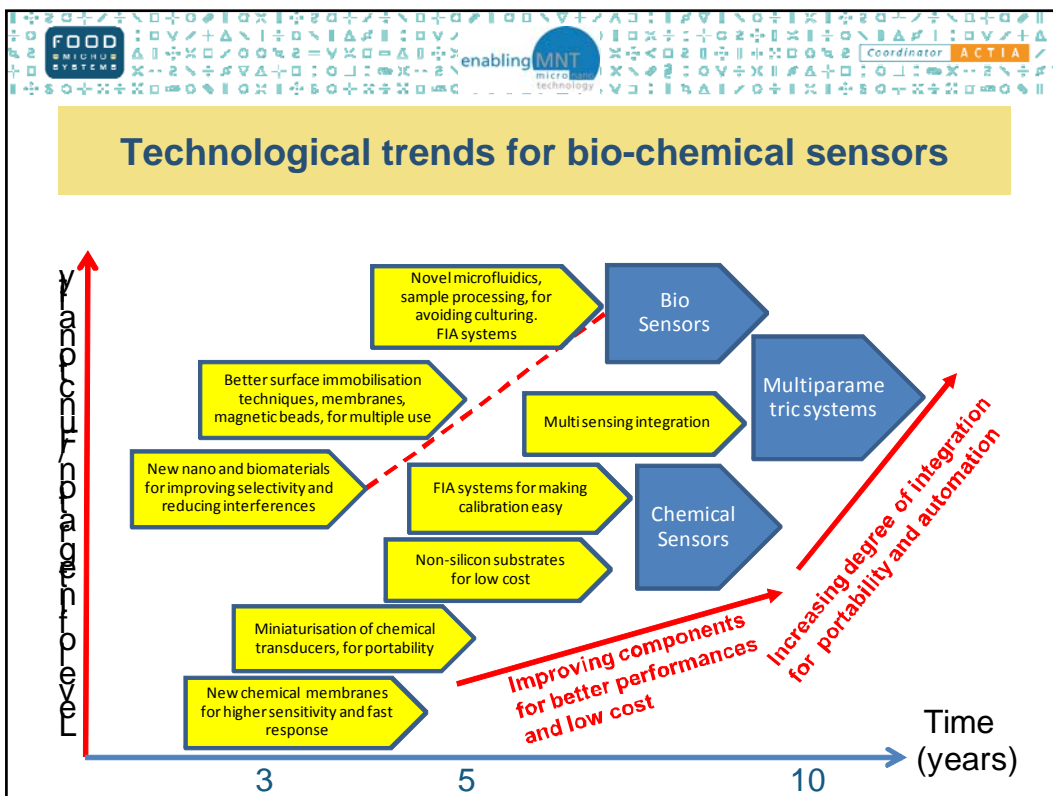 FOOD
MICRO
SYSTEMS
enabling MNT
micro nano
technology
Coordinator ACTIA
Technological trends for bio-chemical sensors
Level of integration/functionality
Novel microfluidics,
sample processing, for
avoiding culturing.
FIA systems
Bio
Sensors
Better surface immobilisation
techniques, membranes,
magnetic beads, for multiple use
Multi sensing integration
Multiparame
tric systems
New nano and biomaterials
for improving selectivity and
reducing interferences
FIA systems for making
calibration easy
Chemical
Sensors
Non-silicon substrates
for low cost
Miniaturisation of chemical
transducers, for portability
New chemical membranes
for higher sensitivity and fast
response
Improving components
for better performances
and low cost
Increasing degree of integration
for portability and automation
Time
(years)
3
5
10